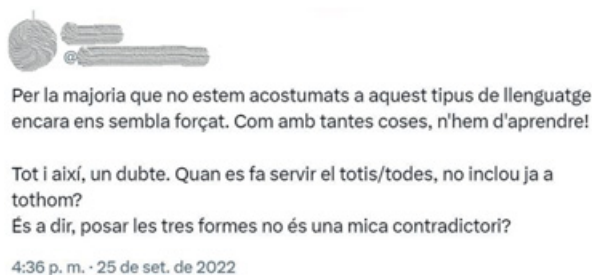 @
Per la majoria que no estem acostumats a aquest tipus de llenguatge
encara ens sembla forçat. Com amb tantes coses, n'hem d'aprendre!
Tot i així, un dubte. Quan es fa servir el totis/todes, no inclou ja a
tothom?
És a dir, posar les tres formes no és una mica contradictori?
4:36 p. m. · 25 de set. de 2022